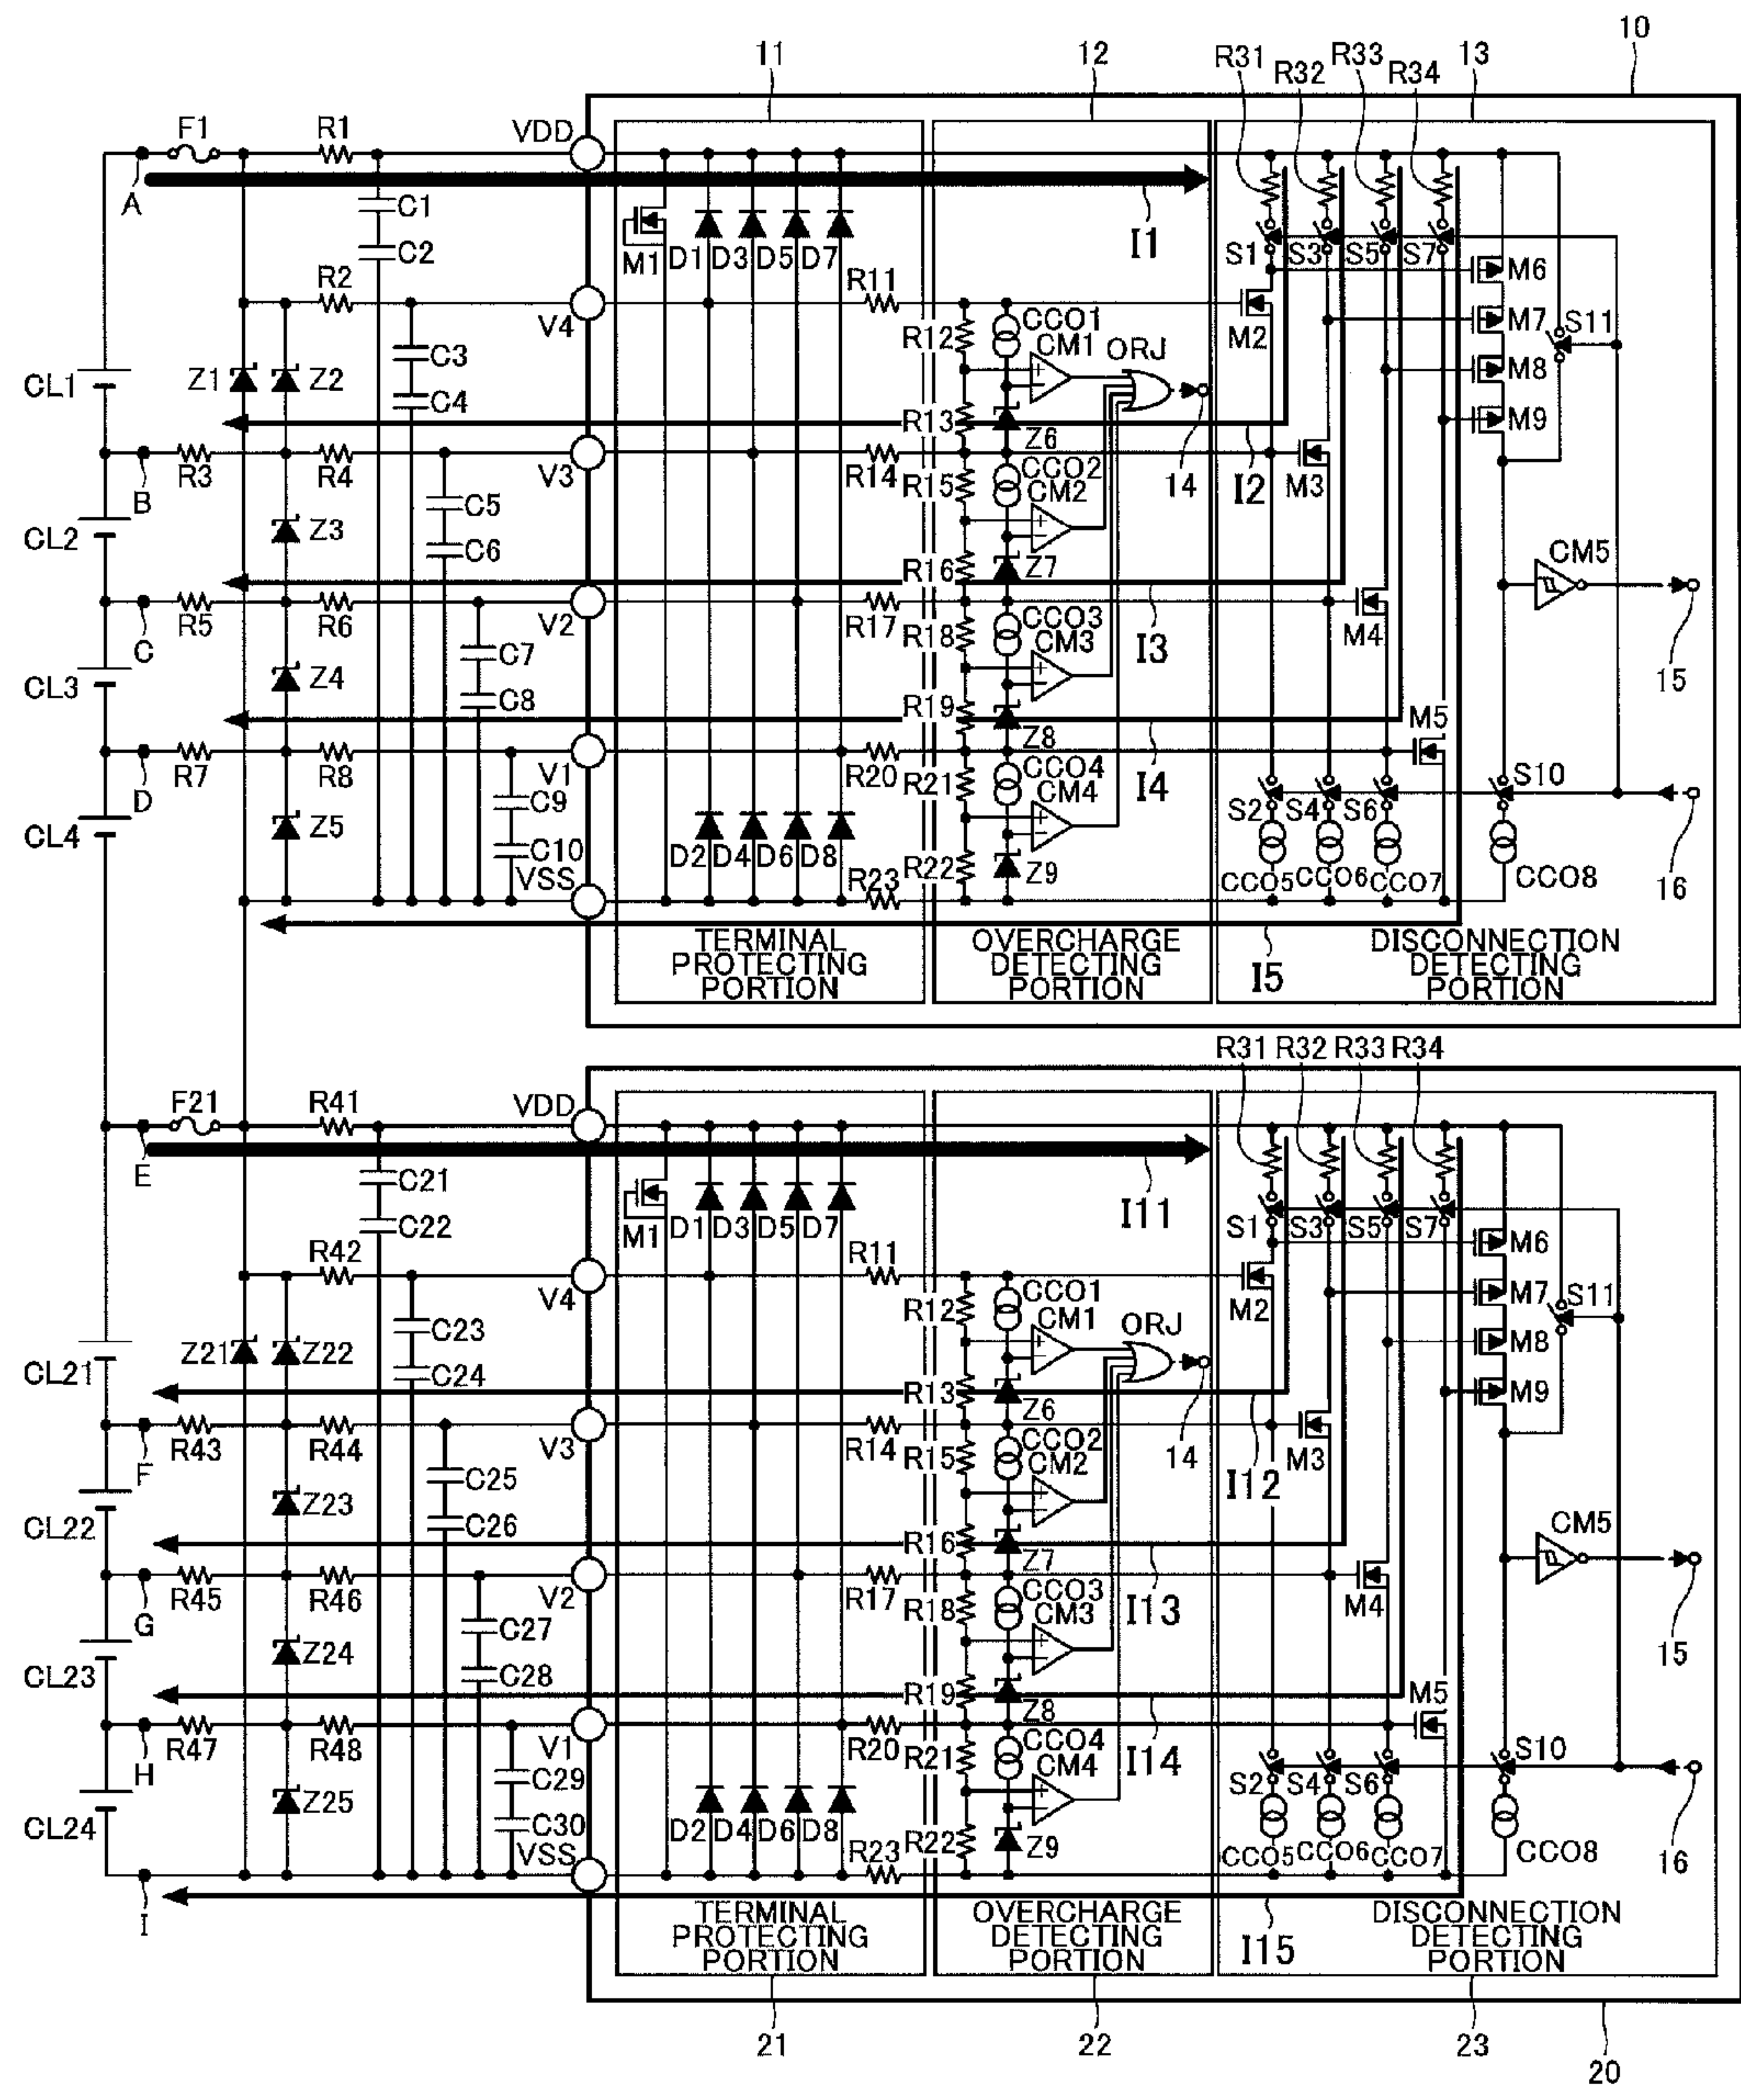 10
11
12
R31
R32
R33
R34
13
F1
R1
VDD
A
C1
C2
M1
D1
D3
D5
D7
I1
S1
S3
S5
S7
M6
R2
V4
R11
R12
CCO1
CM1
ORJ
M2
M7
S11
CL1
Z1
Z2
C3
C4
M8
R13
Z6
14
M9
B
R3
R4
V3
R14
R15
CCO2
CM2
I2
M3
CL2
Z3
C5
C6
R16
Z7
CM5
15
C
R5
R6
V2
R17
R18
CCO3
CM3
I3
M4
CL3
Z4
C7
C8
R19
Z8
M5
D
R7
R8
V1
R20
R21
CCO4
CM4
I4
S10
S2
S4
S6
CL4
Z5
C9
C10
D2
D4
D6
D8
R22
Z9
CCO5
CCO6
CCO7
CCO8
16
VSS
R23
TERMINAL
PROTECTING
PORTION
OVERCHARGE
DETECTING
PORTION
I5
DISCONNECTION
DETECTING
PORTION
R31
R32
R33
R34
F21
R41
VDD
E
C21
C22
M1
D1
D3
D5
D7
I11
S1
S3
S5
S7
M6
R42
V4
R11
R12
CCO1
CM1
ORJ
M2
M7
S11
CL21
Z21
Z22
C23
C24
M8
R13
Z6
14
M9
F
R43
R44
V3
R14
R15
CCO2
CM2
I12
M3
CL22
Z23
C25
C26
R16
Z7
CM5
15
G
R45
R46
V2
R17
R18
CCO3
CM3
I13
M4
CL23
Z24
C27
C28
R19
Z8
M5
H
R47
R48
V1
R20
R21
CCO4
CM4
I14
S10
S2
S4
S6
CL24
Z25
C29
C30
D2
D4
D6
D8
R22
Z9
CCO5
CCO6
CCO7
CCO8
16
VSS
R23
I
TERMINAL
PROTECTING
PORTION
OVERCHARGE
DETECTING
PORTION
I15
DISCONNECTION
DETECTING
PORTION
21
22
23
20